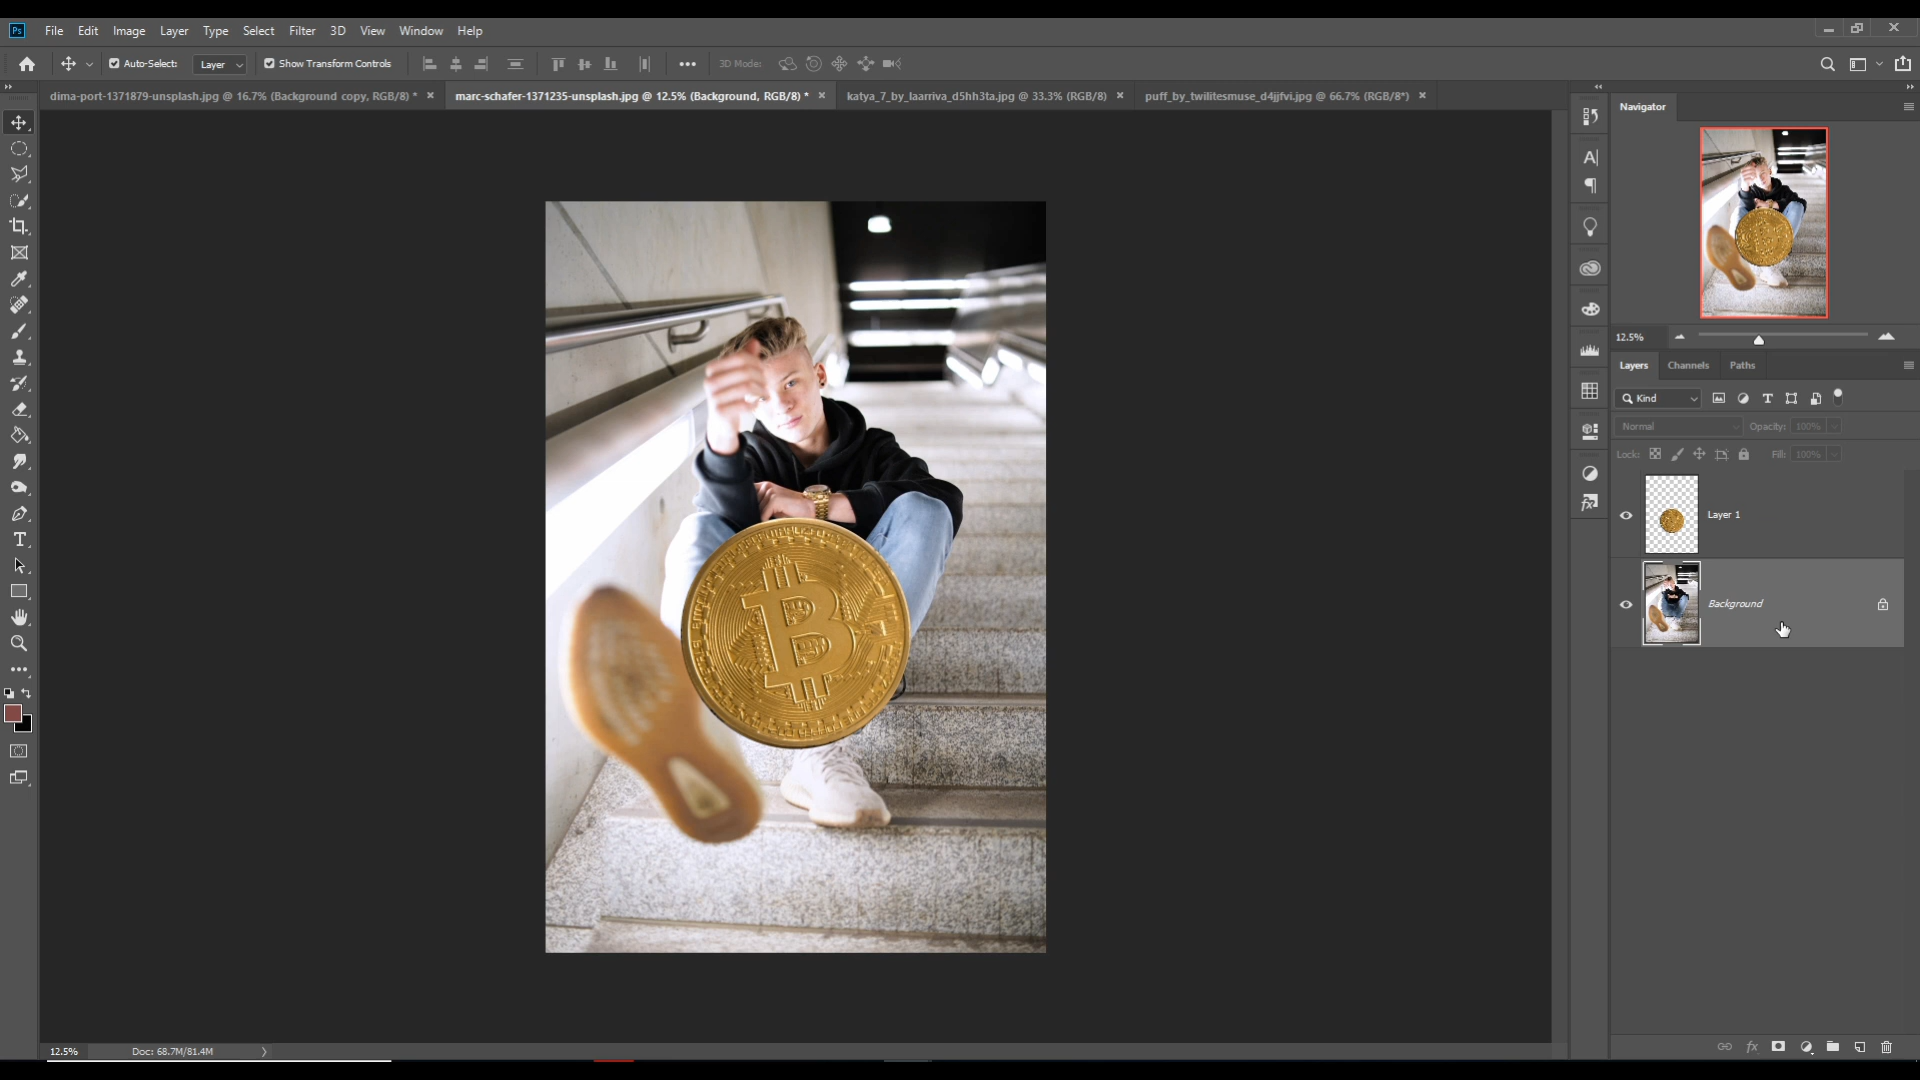 Ps File Edit Image Layer Type Select Filter 3D View Window Help
Auto-Select: Layer Show Transform Controls 3D Mode:
dima-port-1371879-unsplash.jpg @ 16.7% (Background copy, RGB/8) * marc-schafer-1371235-unsplash.jpg @ 12.5% (Background, RGB/8) * katya_7_by_laarriva_d5hh3ta.jpg @ 33.3% (RGB/8) puff_by_twilitesmuse_d4jjfvi.jpg @ 66.7% (RGB/8*)
Navigator
12.5%
Layers Channels Paths
Kind
Normal Opacity: 100%
Lock: Fill: 100%
Layer 1
Background
fx
12.5% Doc: 68.7M/81.4M